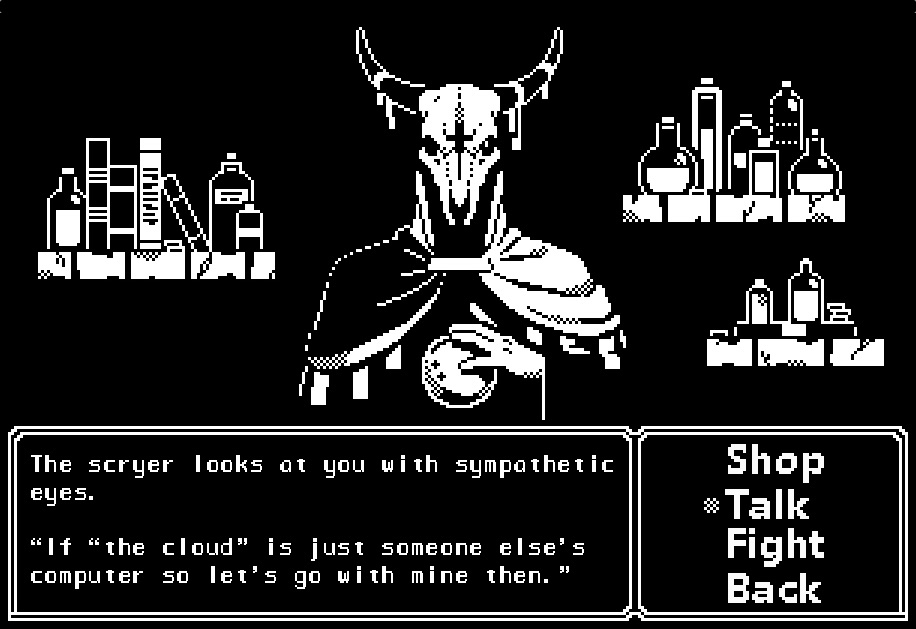 The scryer looks at you with sympathetic
eyes.
“If “the cloud” is just someone else’s
computer so let’s go with mine then.”
Shop
Talk
Fight
Back